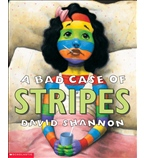 A BAD CASE OF
STRIPES
DAVID SHANNON